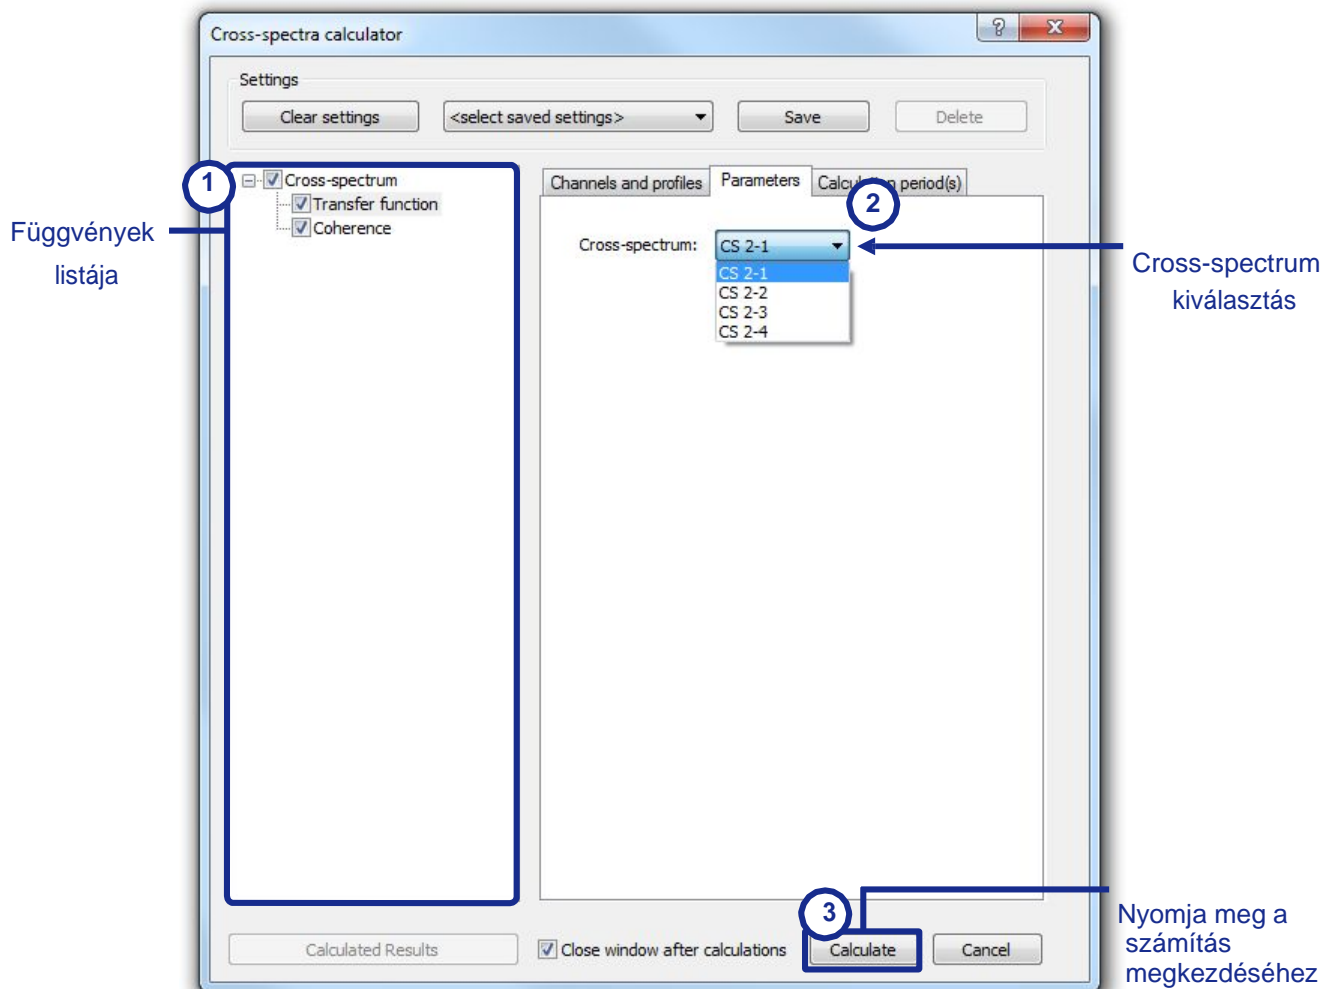 Cross-spectra calculator
Settings
Clear settings
<select saved settings>
Save
Delete
1
Cross-spectrum
Transfer function
Coherence
Függvények
listája
Channels and profiles
Parameters
Calculation period(s)
2
Cross-spectrum:
CS 2-1
CS 2-1
CS 2-2
CS 2-3
CS 2-4
Cross-spectrum
kiválasztás
3
Calculated Results
Close window after calculations
Calculate
Cancel
Nyomja meg a
számítás
megkezdéséhez